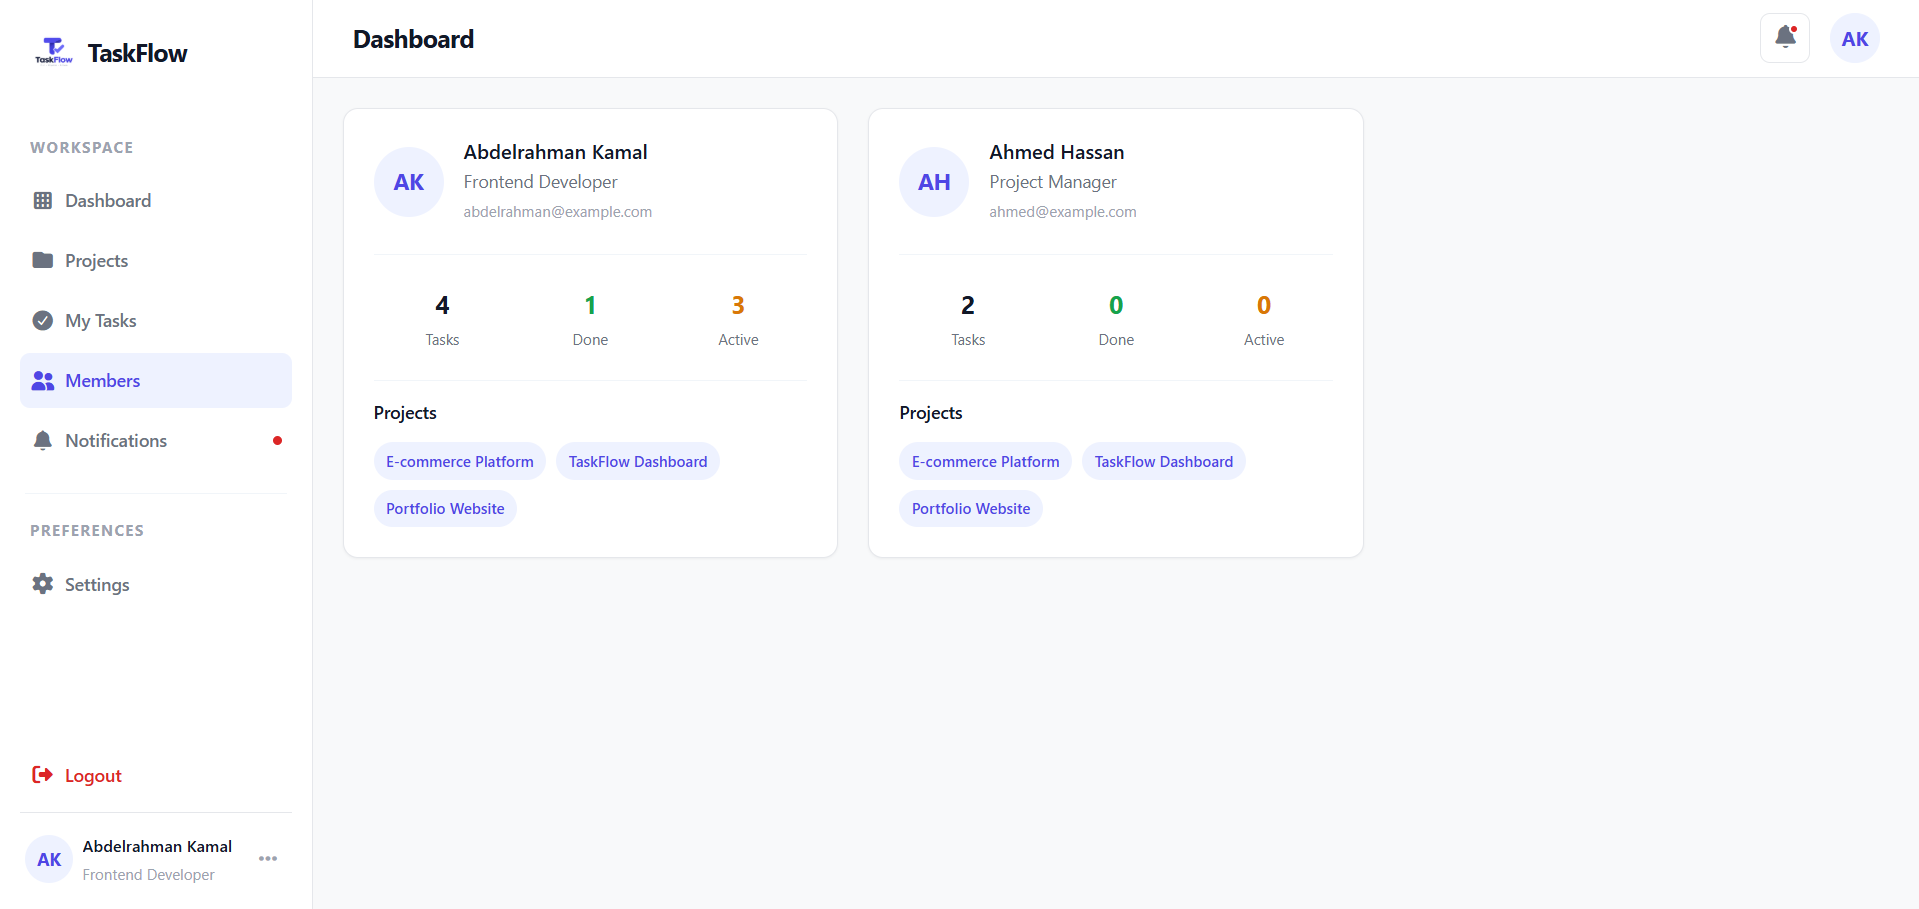 TaskFlow
TaskFlow
WORKSPACE
Dashboard
Projects
My Tasks
Members
Notifications
PREFERENCES
Settings
Logout
AK
Abdelrahman Kamal
Frontend Developer
Dashboard
AK
AK
Abdelrahman Kamal
Frontend Developer
abdelrahman@example.com
4 1 3
Tasks Done Active
Projects
E-commerce Platform TaskFlow Dashboard
Portfolio Website
AH
Ahmed Hassan
Project Manager
ahmed@example.com
2 0 0
Tasks Done Active
Projects
E-commerce Platform TaskFlow Dashboard
Portfolio Website